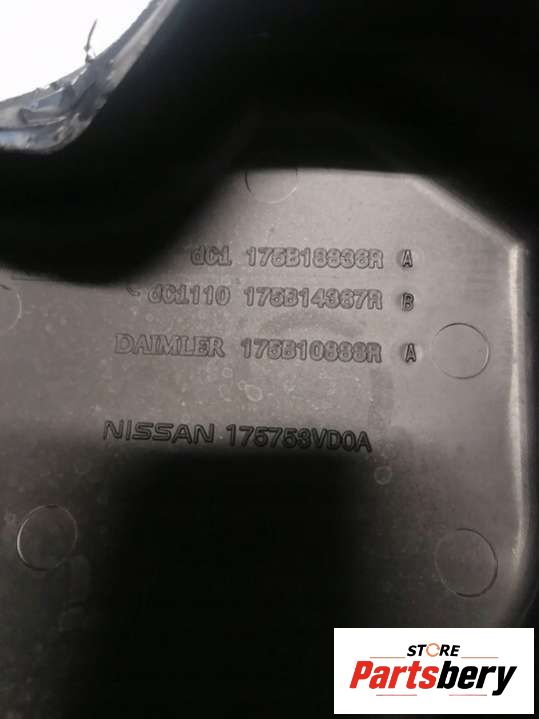 dCi 175B18838R A
dCi110 175B14367R B
DAIMLER 175B10888R A
NISSAN 175753VD0A
STORE
Partsbery